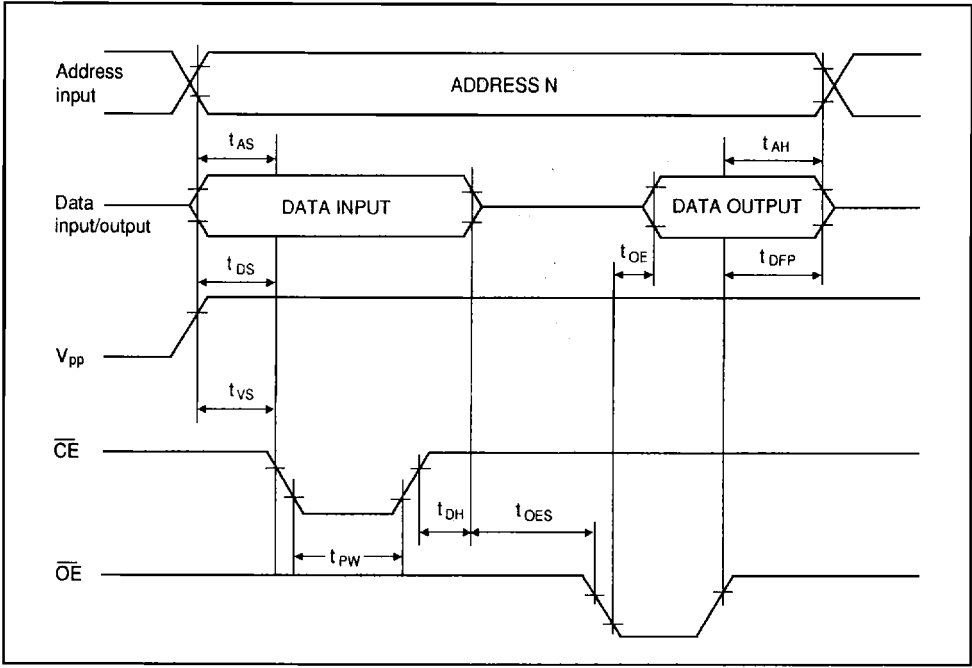 Address
input
ADDRESS N
tAS
tAH
Data
input/output
DATA INPUT
DATA OUTPUT
tOE
tDS
tDFP
Vpp
tVS
CE
tDH
tOES
tPW
OE